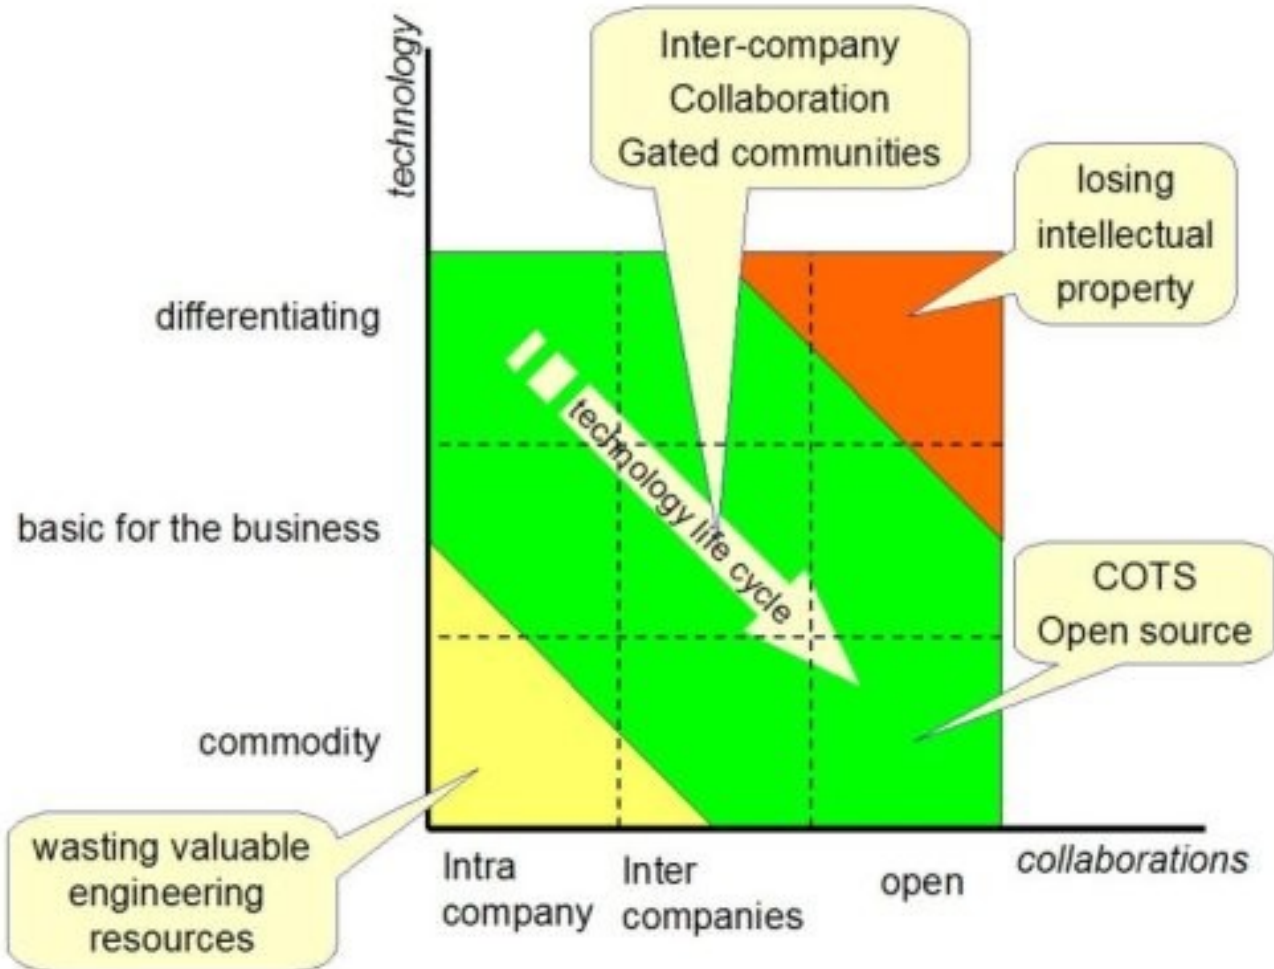 technology
Inter-company
Collaboration
Gated communities
losing
intellectual
property
differentiating
technology life cycle
basic for the business
COTS
Open source
commodity
wasting valuable
engineering
resources
Intra
company
Inter
companies
open
collaborations